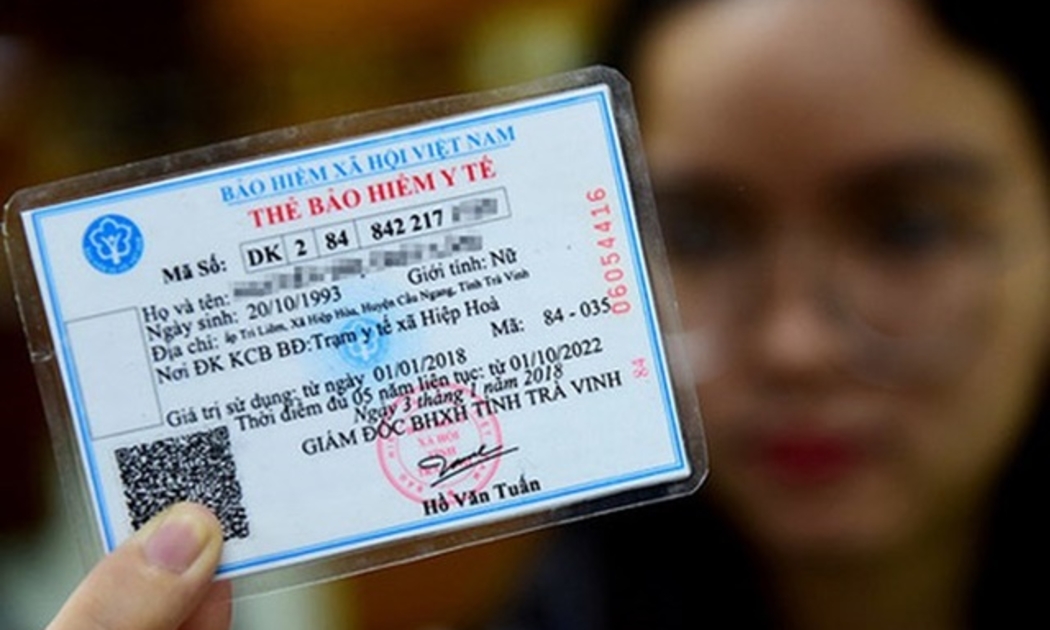 BẢO HIỂM XÃ HỘI VIỆT NAM
THẺ BẢO HIỂM Y TẾ
Mã Số: DK 2 84 842 217
Họ và tên:
Ngày sinh: 20/10/1993 Giới tính: Nữ
Địa chỉ: ấp Trí Liêm, Xã Hiệp Hòa, Huyện Cầu Ngang, Tỉnh Trà Vinh
Nơi ĐK KCB BĐ: Trạm y tế xã Hiệp Hoà
Mã: 84 - 035
Giá trị sử dụng: từ ngày 01/01/2018
Thời điểm đủ 05 năm liên tục: từ 01/10/2022
Ngày 3 tháng 1 năm 2018
GIÁM ĐỐC BHXH TỈNH TRÀ VINH
XÃ HỘI
TỈNH
Hồ Văn Tuấn
06054416
84